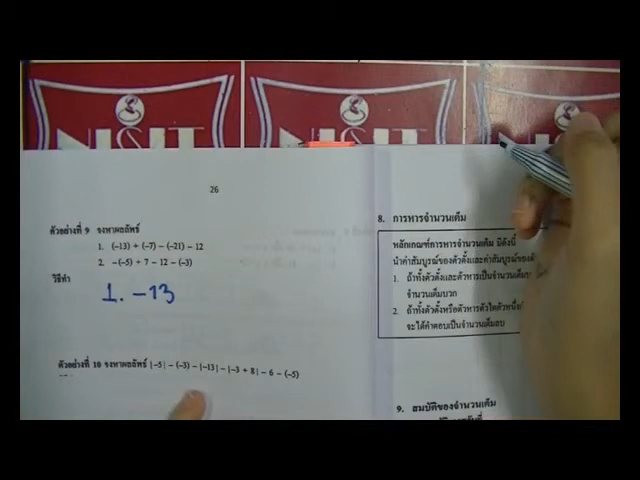 NISIT
NISIT
NISIT
26
ตัวอย่างที่ 9 จงหาผลลัพธ์
1. (-13) + (-7) - (-21) - 12
2. -(-5) + 7 - 12 - (-3)
วิธีทำ
1. -13
ตัวอย่างที่ 10 จงหาผลลัพธ์ |-5| - (-3) - |-13| - |-3 + 8| - 6 - (-5)
8. การหารจำนวนเต็ม
หลักเกณฑ์การหารจำนวนเต็ม มีดังนี้
นำค่าสัมบูรณ์ของตัวตั้งและค่าสัมบูรณ์ของ
1. ถ้าทั้งตัวตั้งและตัวหารเป็นจำนวนเต็ม
จำนวนเต็มบวก
2. ถ้าทั้งตัวตั้งหรือตัวหารตัวใดตัวหนึ่ง
จะได้คำตอบเป็นจำนวนเต็มลบ
9. สมบัติของจำนวนเต็ม